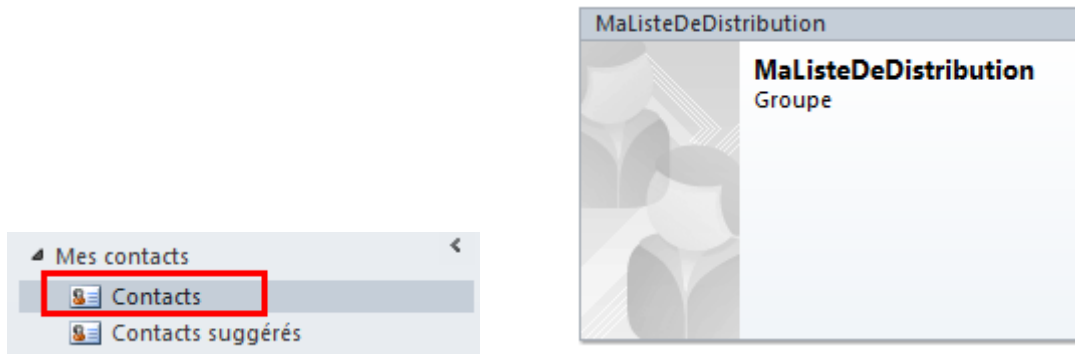 MaListeDeDistribution
MaListeDeDistribution
Groupe
Mes contacts
Contacts
Contacts suggérés